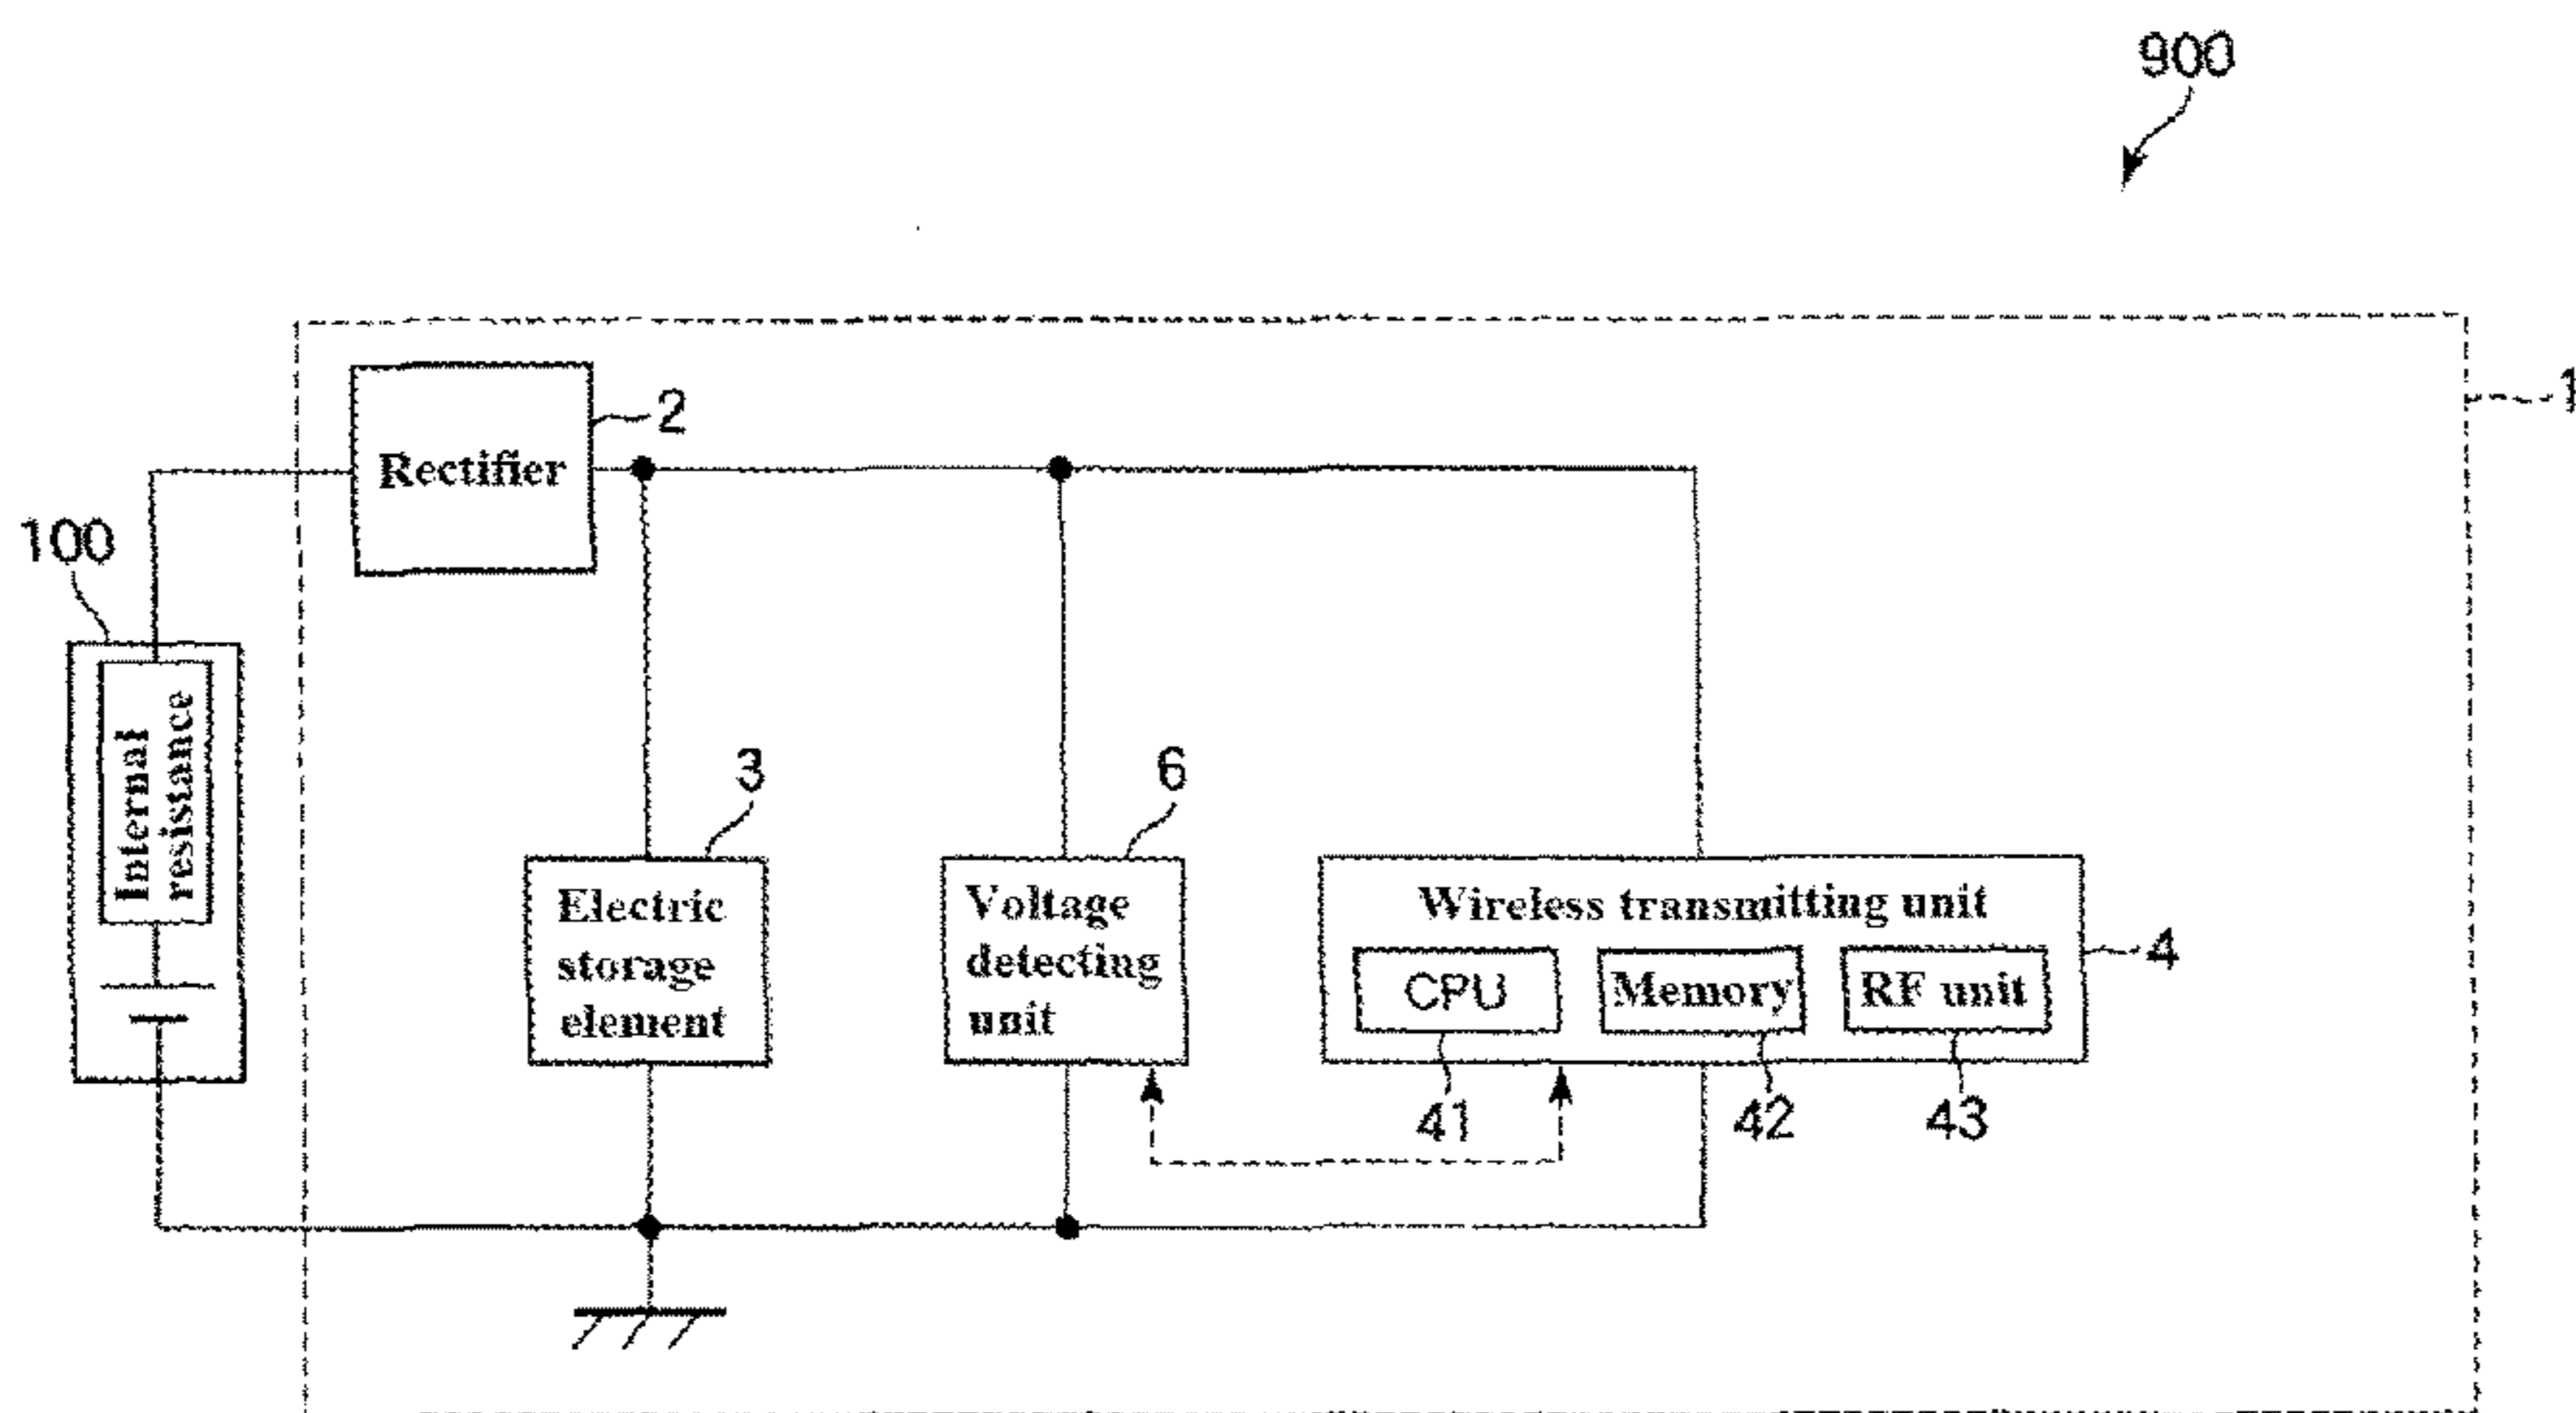 900
1
2
Rectifier
100
Internal
resistance
3
6
Electric
storage
element
Voltage
detecting
unit
Wireless transmitting unit
4
CPU
Memory
RF unit
41
42
43